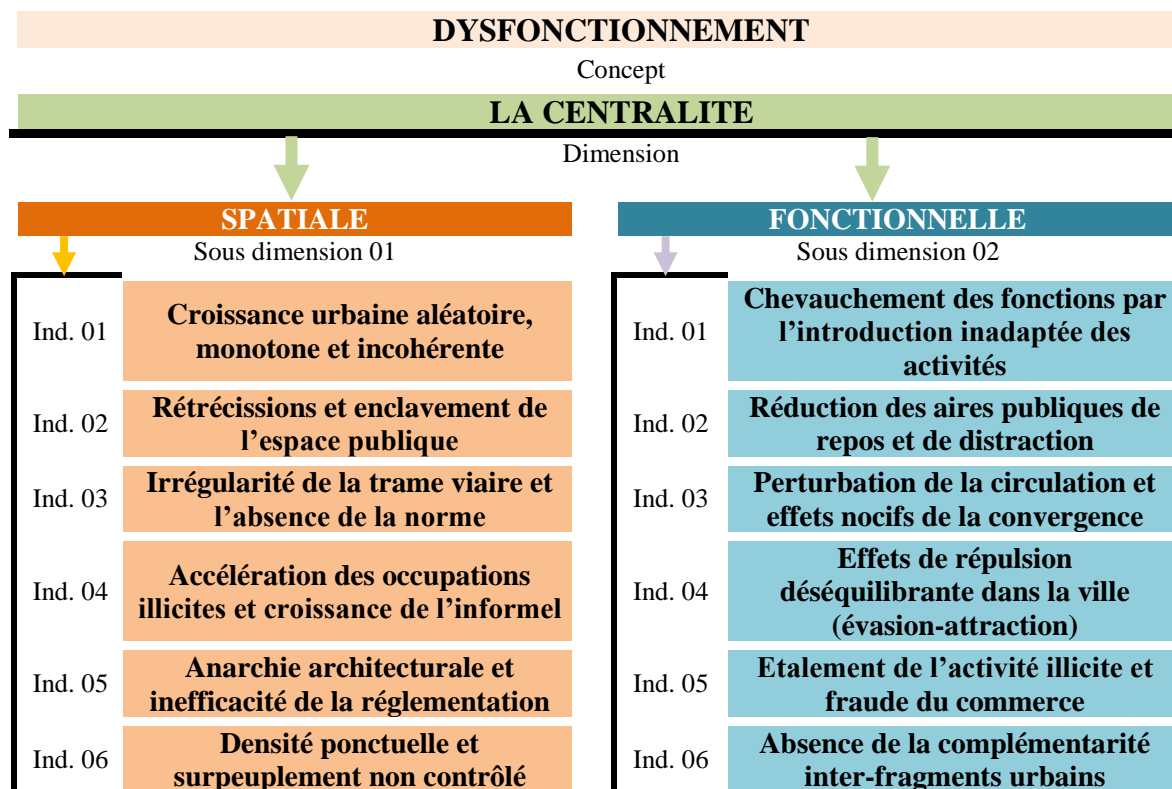 DYSFONCTIONNEMENT
Concept
LA CENTRALITE
Dimension
SPATIALE
Sous dimension 01
Ind. 01
Croissance urbaine aléatoire,
monotone et incohérente
Ind. 02
Rétrécissions et enclavement de
l’espace publique
Ind. 03
Irrégularité de la trame viaire et
l’absence de la norme
Ind. 04
Accélération des occupations
illicites et croissance de l’informel
Ind. 05
Anarchie architecturale et
inefficacité de la réglementation
Ind. 06
Densité ponctuelle et
surpeuplement non contrôlé
FONCTIONNELLE
Sous dimension 02
Ind. 01
Chevauchement des fonctions par
l’introduction inadaptée des
activités
Ind. 02
Réduction des aires publiques de
repos et de distraction
Ind. 03
Perturbation de la circulation et
effets nocifs de la convergence
Ind. 04
Effets de répulsion
déséquilibrante dans la ville
(évasion-attraction)
Ind. 05
Etalement de l’activité illicite et
fraude du commerce
Ind. 06
Absence de la complémentarité
inter-fragments urbains